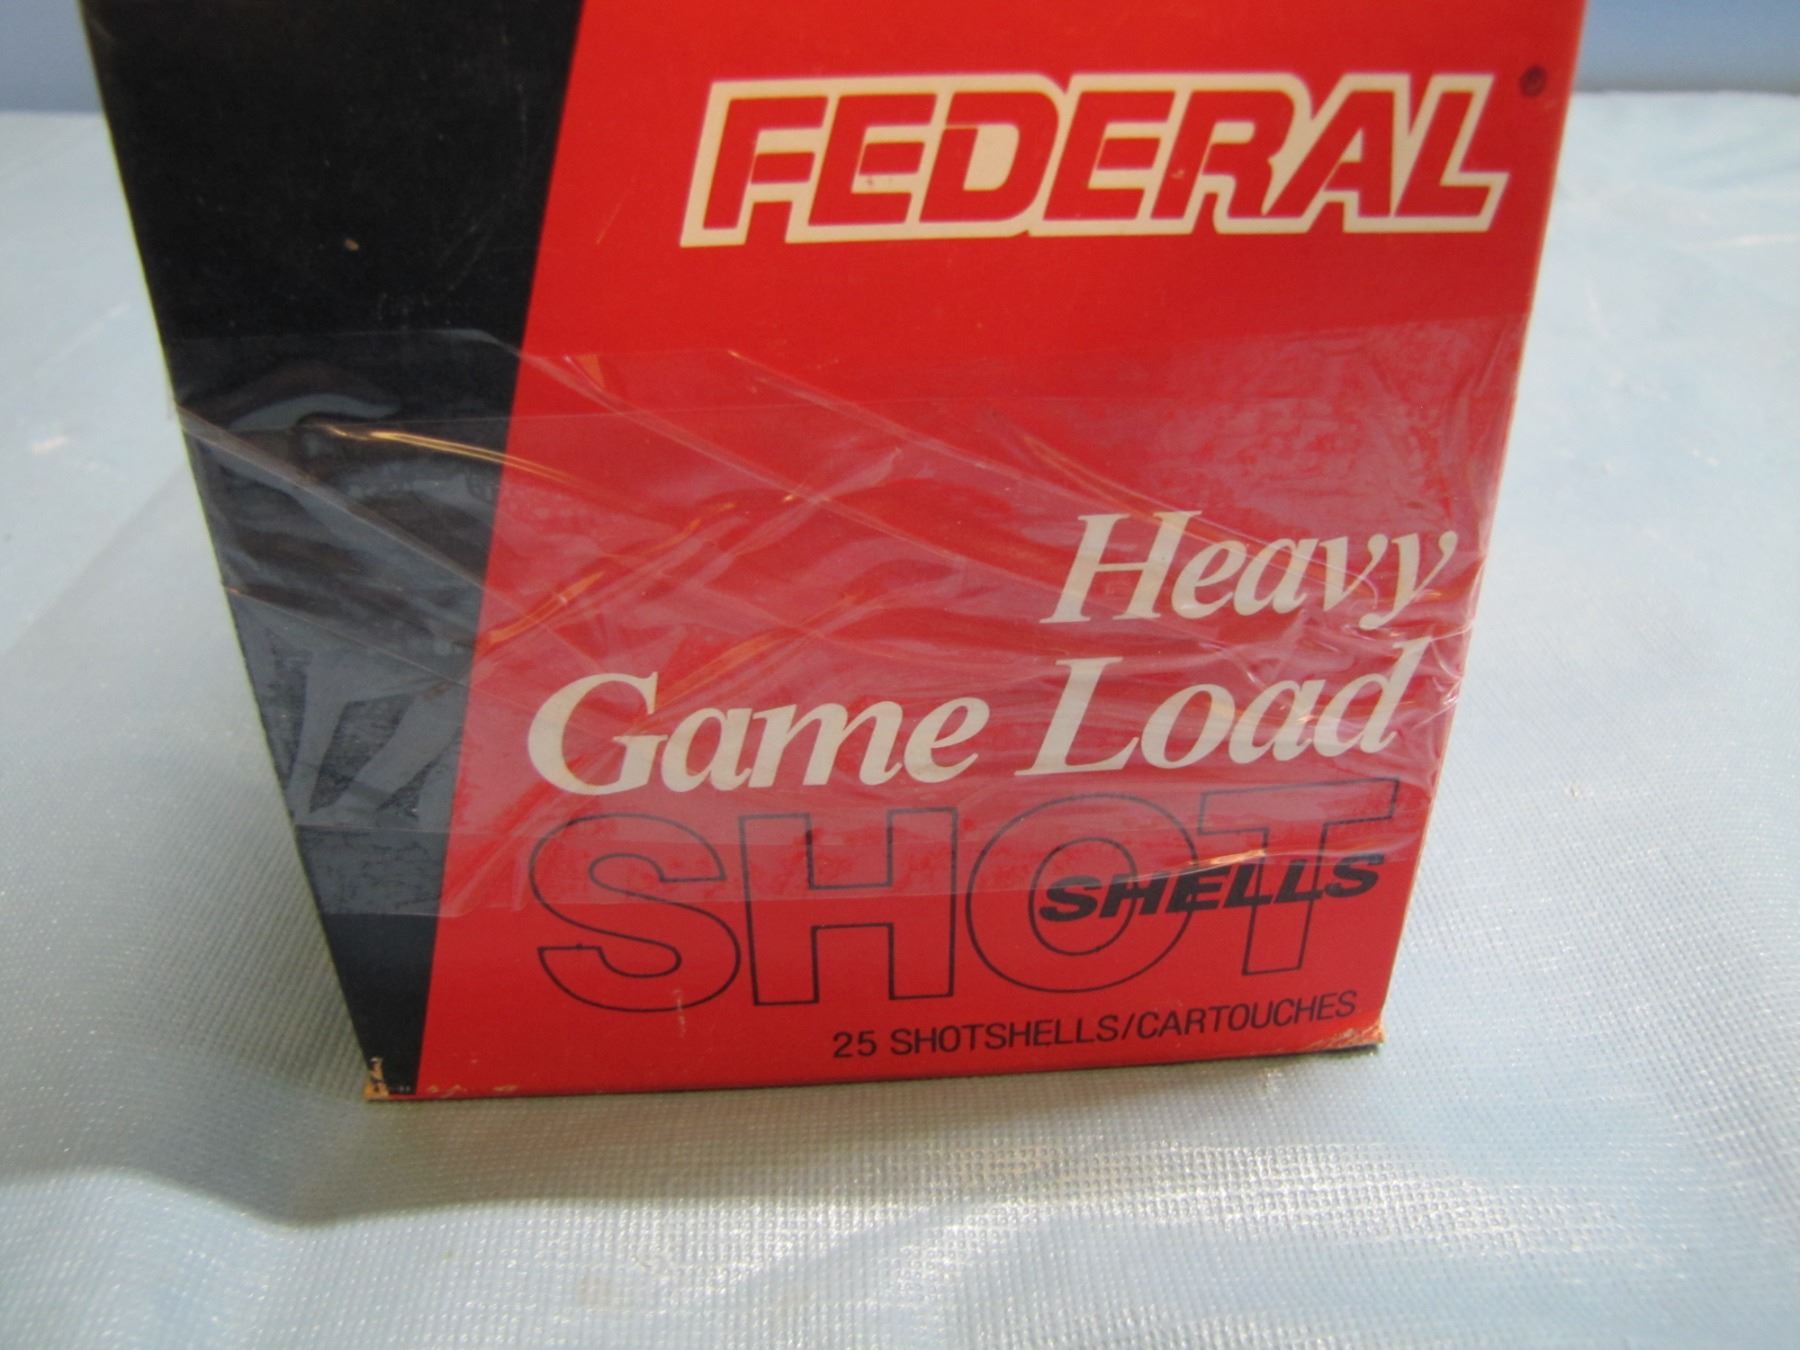 FEDERAL®
Heavy
Game Load
SHOT
SHELLS
25 SHOTSHELLS/CARTOUCHES